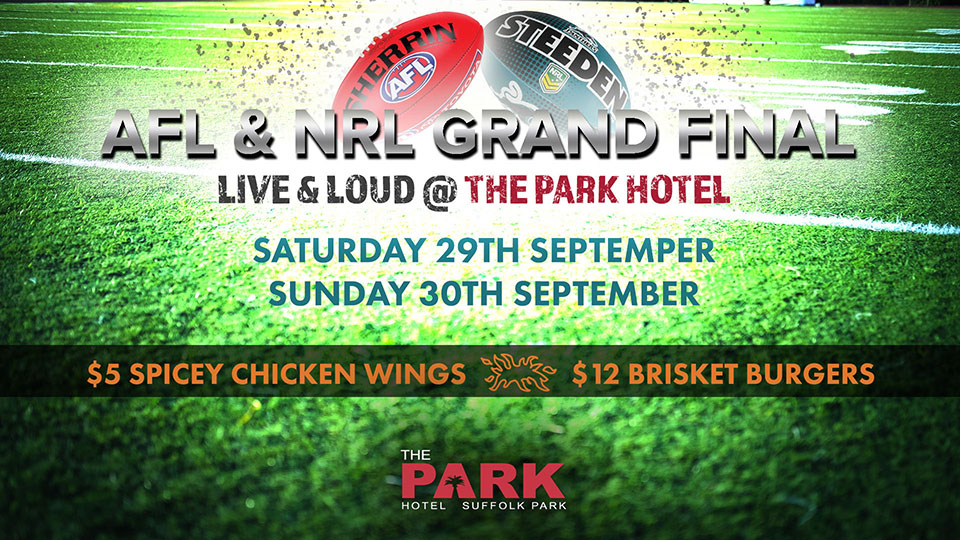 SHERRIN
AFL
STEEDEN
NRL
AFL & NRL GRAND FINAL
LIVE & LOUD @ THE PARK HOTEL
SATURDAY 29TH SEPTEMPER
SUNDAY 30TH SEPTEMBER
$5 SPICEY CHICKEN WINGS $12 BRISKET BURGERS
THE
PARK
HOTEL SUFFOLK PARK